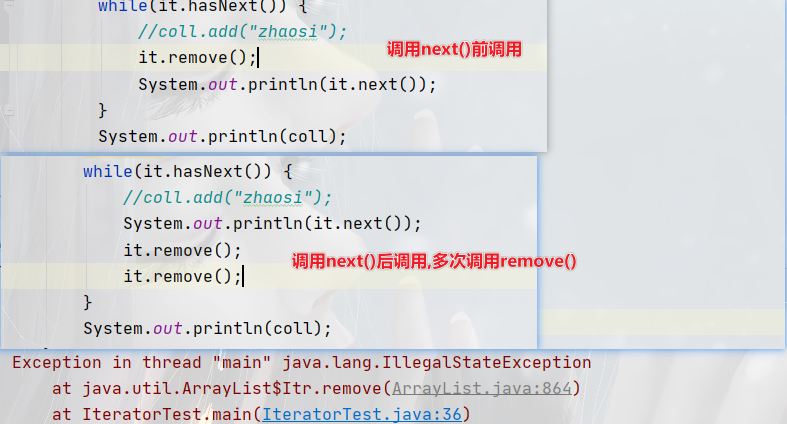 while(it.hasNext()) {
//coll.add("zhaosi");
it.remove();
调用next()前调用
System.out.println(it.next());
}
System.out.println(coll);
while(it.hasNext()) {
//coll.add("zhaosi");
System.out.println(it.next());
it.remove();
调用next()后调用,多次调用remove()
it.remove();
}
System.out.println(coll);
Exception in thread "main" java.lang.IllegalStateException
at java.util.ArrayList$Itr.remove(ArrayList.java:864)
at IteratorTest.main(IteratorTest.java:36)